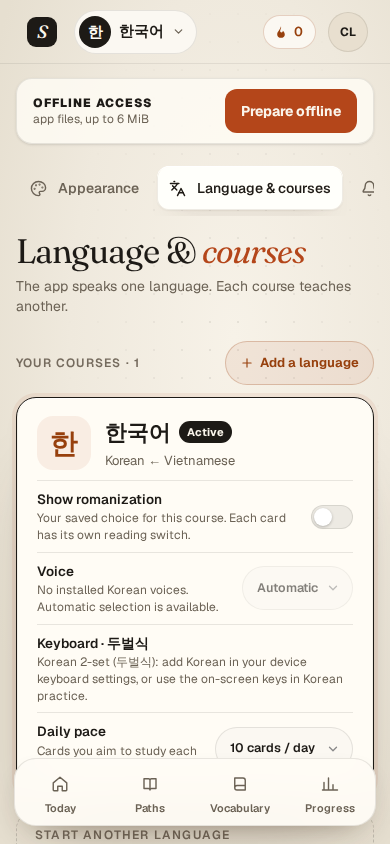 S
한 한국어
0
CL
OFFLINE ACCESS
app files, up to 6 MiB
Prepare offline
Appearance
Language & courses
Language & courses
The app speaks one language. Each course teaches
another.
YOUR COURSES · 1
+ Add a language
한
한국어 Active
Korean ← Vietnamese
Show romanization
Your saved choice for this course. Each card
has its own reading switch.
Voice
No installed Korean voices.
Automatic selection is available.
Automatic
Keyboard · 두벌식
Korean 2-set (두벌식): add Korean in your device
keyboard settings, or use the on-screen keys in Korean
practice.
Daily pace
Cards you aim to study each
10 cards / day
Today
Paths
Vocabulary
Progress
START ANOTHER LANGUAGE